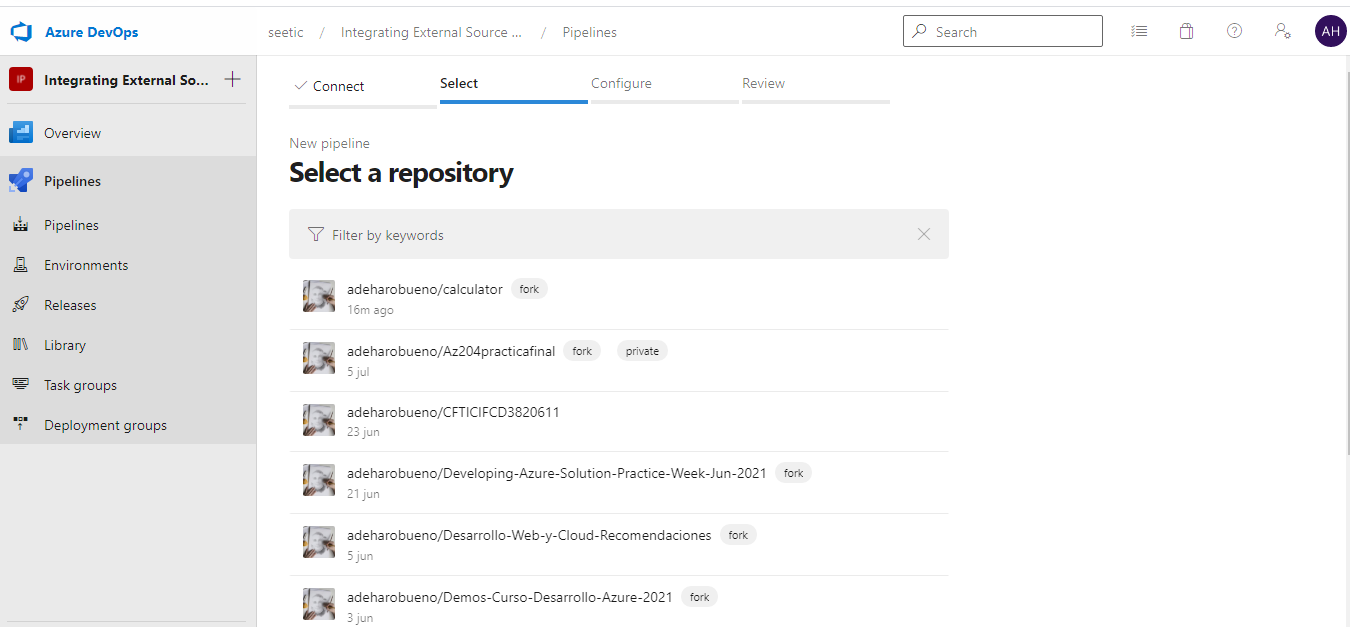 Azure DevOps
seetic / Integrating External Source ... / Pipelines
Search
AH
IP
Integrating External So...
Overview
Pipelines
Pipelines
Environments
Releases
Library
Task groups
Deployment groups
Connect
Select
Configure
Review
New pipeline
Select a repository
Filter by keywords
adeharobueno/calculator fork
16m ago
adeharobueno/Az204practicafinal fork private
5 jul
adeharobueno/CFTICIFCD3820611
23 jun
adeharobueno/Developing-Azure-Solution-Practice-Week-Jun-2021 fork
21 jun
adeharobueno/Desarrollo-Web-y-Cloud-Recomendaciones fork
5 jun
adeharobueno/Demos-Curso-Desarrollo-Azure-2021 fork
3 jun